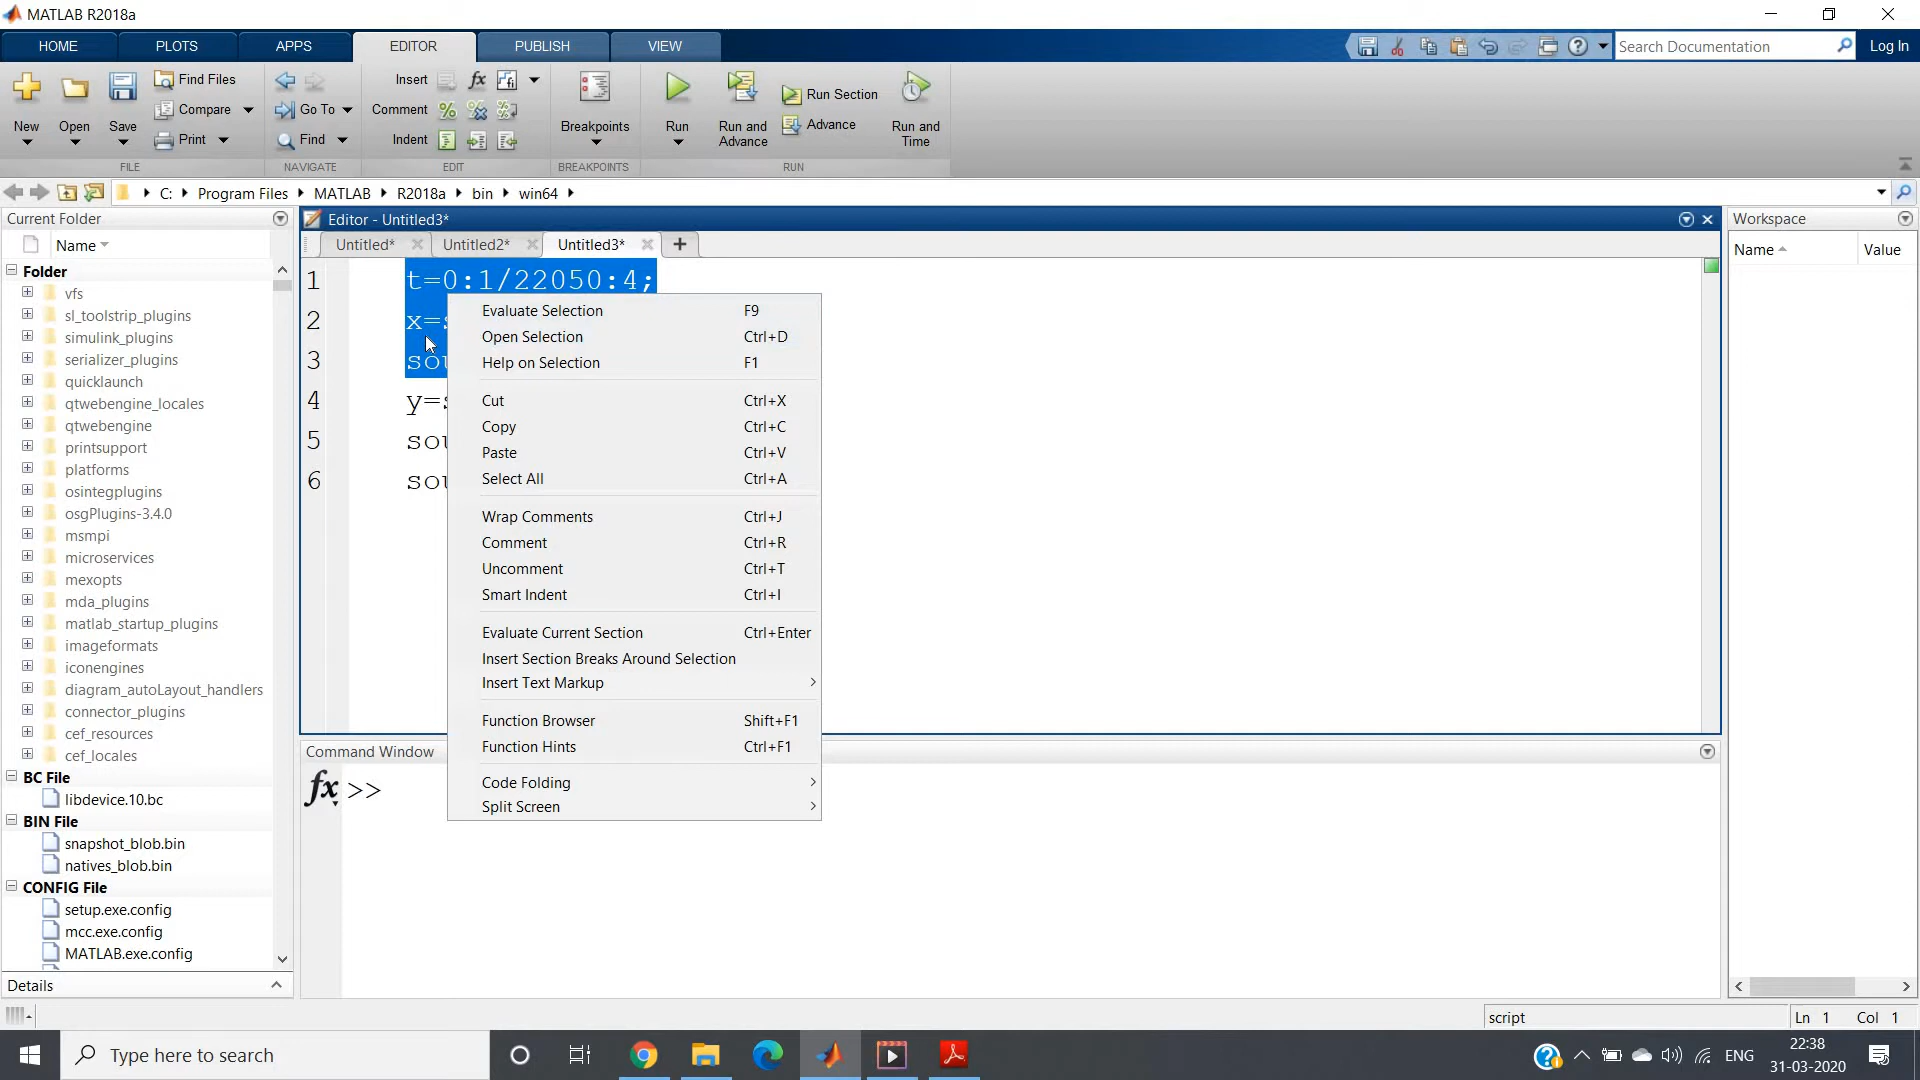 MATLAB R2018a
HOME PLOTS APPS EDITOR PUBLISH VIEW
Search Documentation
Log In
New
Open
Save
Find Files
Compare
Print
FILE
Go To
Find
NAVIGATE
Insert
Comment
Indent
EDIT
Breakpoints
BREAKPOINTS
Run
Run and Advance
Run Section
Advance
Run and Time
RUN
C: Program Files MATLAB R2018a bin win64
Current Folder
Name
Folder
vfs
sl_toolstrip_plugins
simulink_plugins
serializer_plugins
quicklaunch
qtwebengine_locales
qtwebengine
printsupport
platforms
osintegplugins
osgPlugins-3.4.0
msmpi
microservices
mexopts
mda_plugins
matlab_startup_plugins
imageformats
iconengines
diagram_autoLayout_handlers
connector_plugins
cef_resources
cef_locales
BC File
libdevice.10.bc
BIN File
snapshot_blob.bin
natives_blob.bin
CONFIG File
setup.exe.config
mcc.exe.config
MATLAB.exe.config
Details
Editor - Untitled3*
Untitled* Untitled2* Untitled3*
1 t=0:1/22050:4;
2 x=
3 sou
4 y=
5 sou
6 sou
Evaluate Selection F9
Open Selection Ctrl+D
Help on Selection F1
Cut Ctrl+X
Copy Ctrl+C
Paste Ctrl+V
Select All Ctrl+A
Wrap Comments Ctrl+J
Comment Ctrl+R
Uncomment Ctrl+T
Smart Indent Ctrl+I
Evaluate Current Section Ctrl+Enter
Insert Section Breaks Around Selection
Insert Text Markup
Function Browser Shift+F1
Function Hints Ctrl+F1
Code Folding
Split Screen
Command Window
fx >>
Workspace
Name Value
script
Ln 1 Col 1
Type here to search
ENG
22:38
31-03-2020